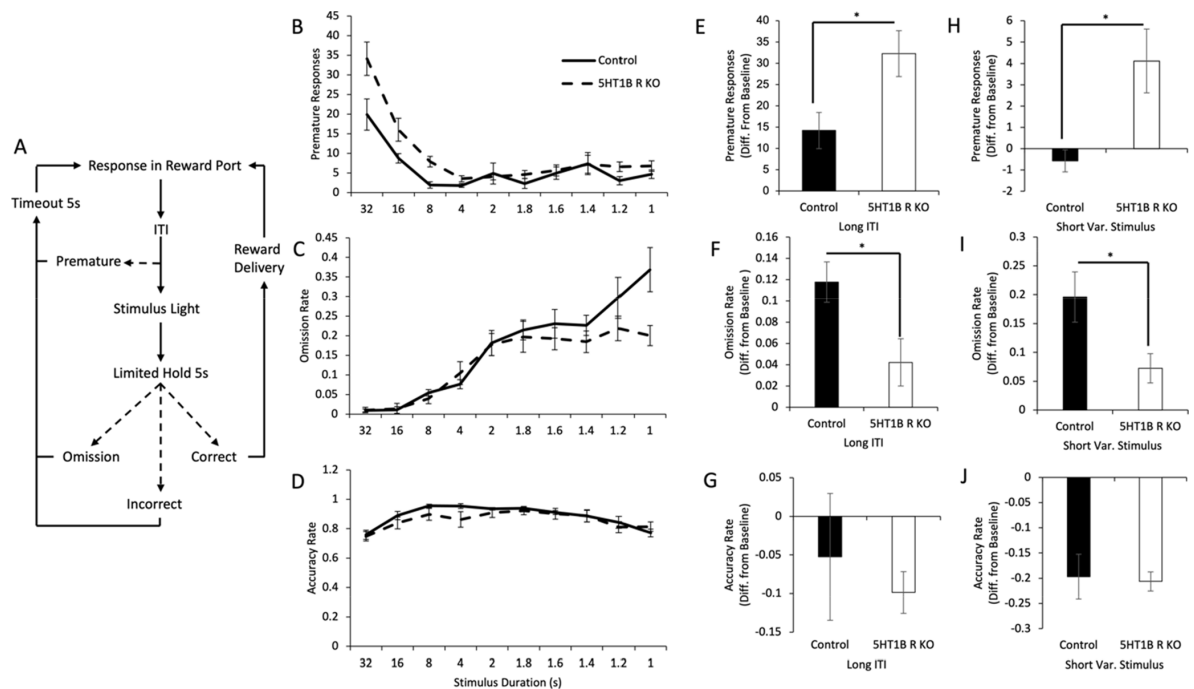 A
Response in Reward Port
Timeout 5s
ITI
Premature
Reward
Delivery
Stimulus Light
Limited Hold 5s
Omission
Correct
Incorrect
B
Premature Responses
40
35
30
25
20
15
10
5
0
Control
5HT1B R KO
32 16 8 4 2 1.8 1.6 1.4 1.2 1
C
Omission Rate
0.45
0.4
0.35
0.3
0.25
0.2
0.15
0.1
0.05
0
32 16 8 4 2 1.8 1.6 1.4 1.2 1
D
Accuracy Rate
1.2
1
0.8
0.6
0.4
0.2
0
32 16 8 4 2 1.8 1.6 1.4 1.2 1
Stimulus Duration (s)
E
Premature Responses
(Diff. From Baseline)
40
35
30
25
20
15
10
5
0
*
Control 5HT1B R KO
Long ITI
F
Omission Rate
(Diff. from Baseline )
0.16
0.14
0.12
0.1
0.08
0.06
0.04
0.02
0
*
Control 5HT1B R KO
Long ITI
G
Accuracy Rate
(Diff. from Baseline)
0.05
0
-0.05
-0.1
-0.15
Control 5HT1B R KO
Long ITI
H
Premature Responses
(Diff. from Baseline)
6
5
4
3
2
1
0
-1
-2
*
Control 5HT1B R KO
Short Var. Stimulus
I
Omission Rate
(Diff. from Baseline)
0.3
0.25
0.2
0.15
0.1
0.05
0
*
Control 5HT1B R KO
Short Var. Stimulus
J
Accuracy Rate
(Diff. from Baseline)
0
-0.05
-0.1
-0.15
-0.2
-0.25
-0.3
Control 5HT1B R KO
Short Var. Stimulus